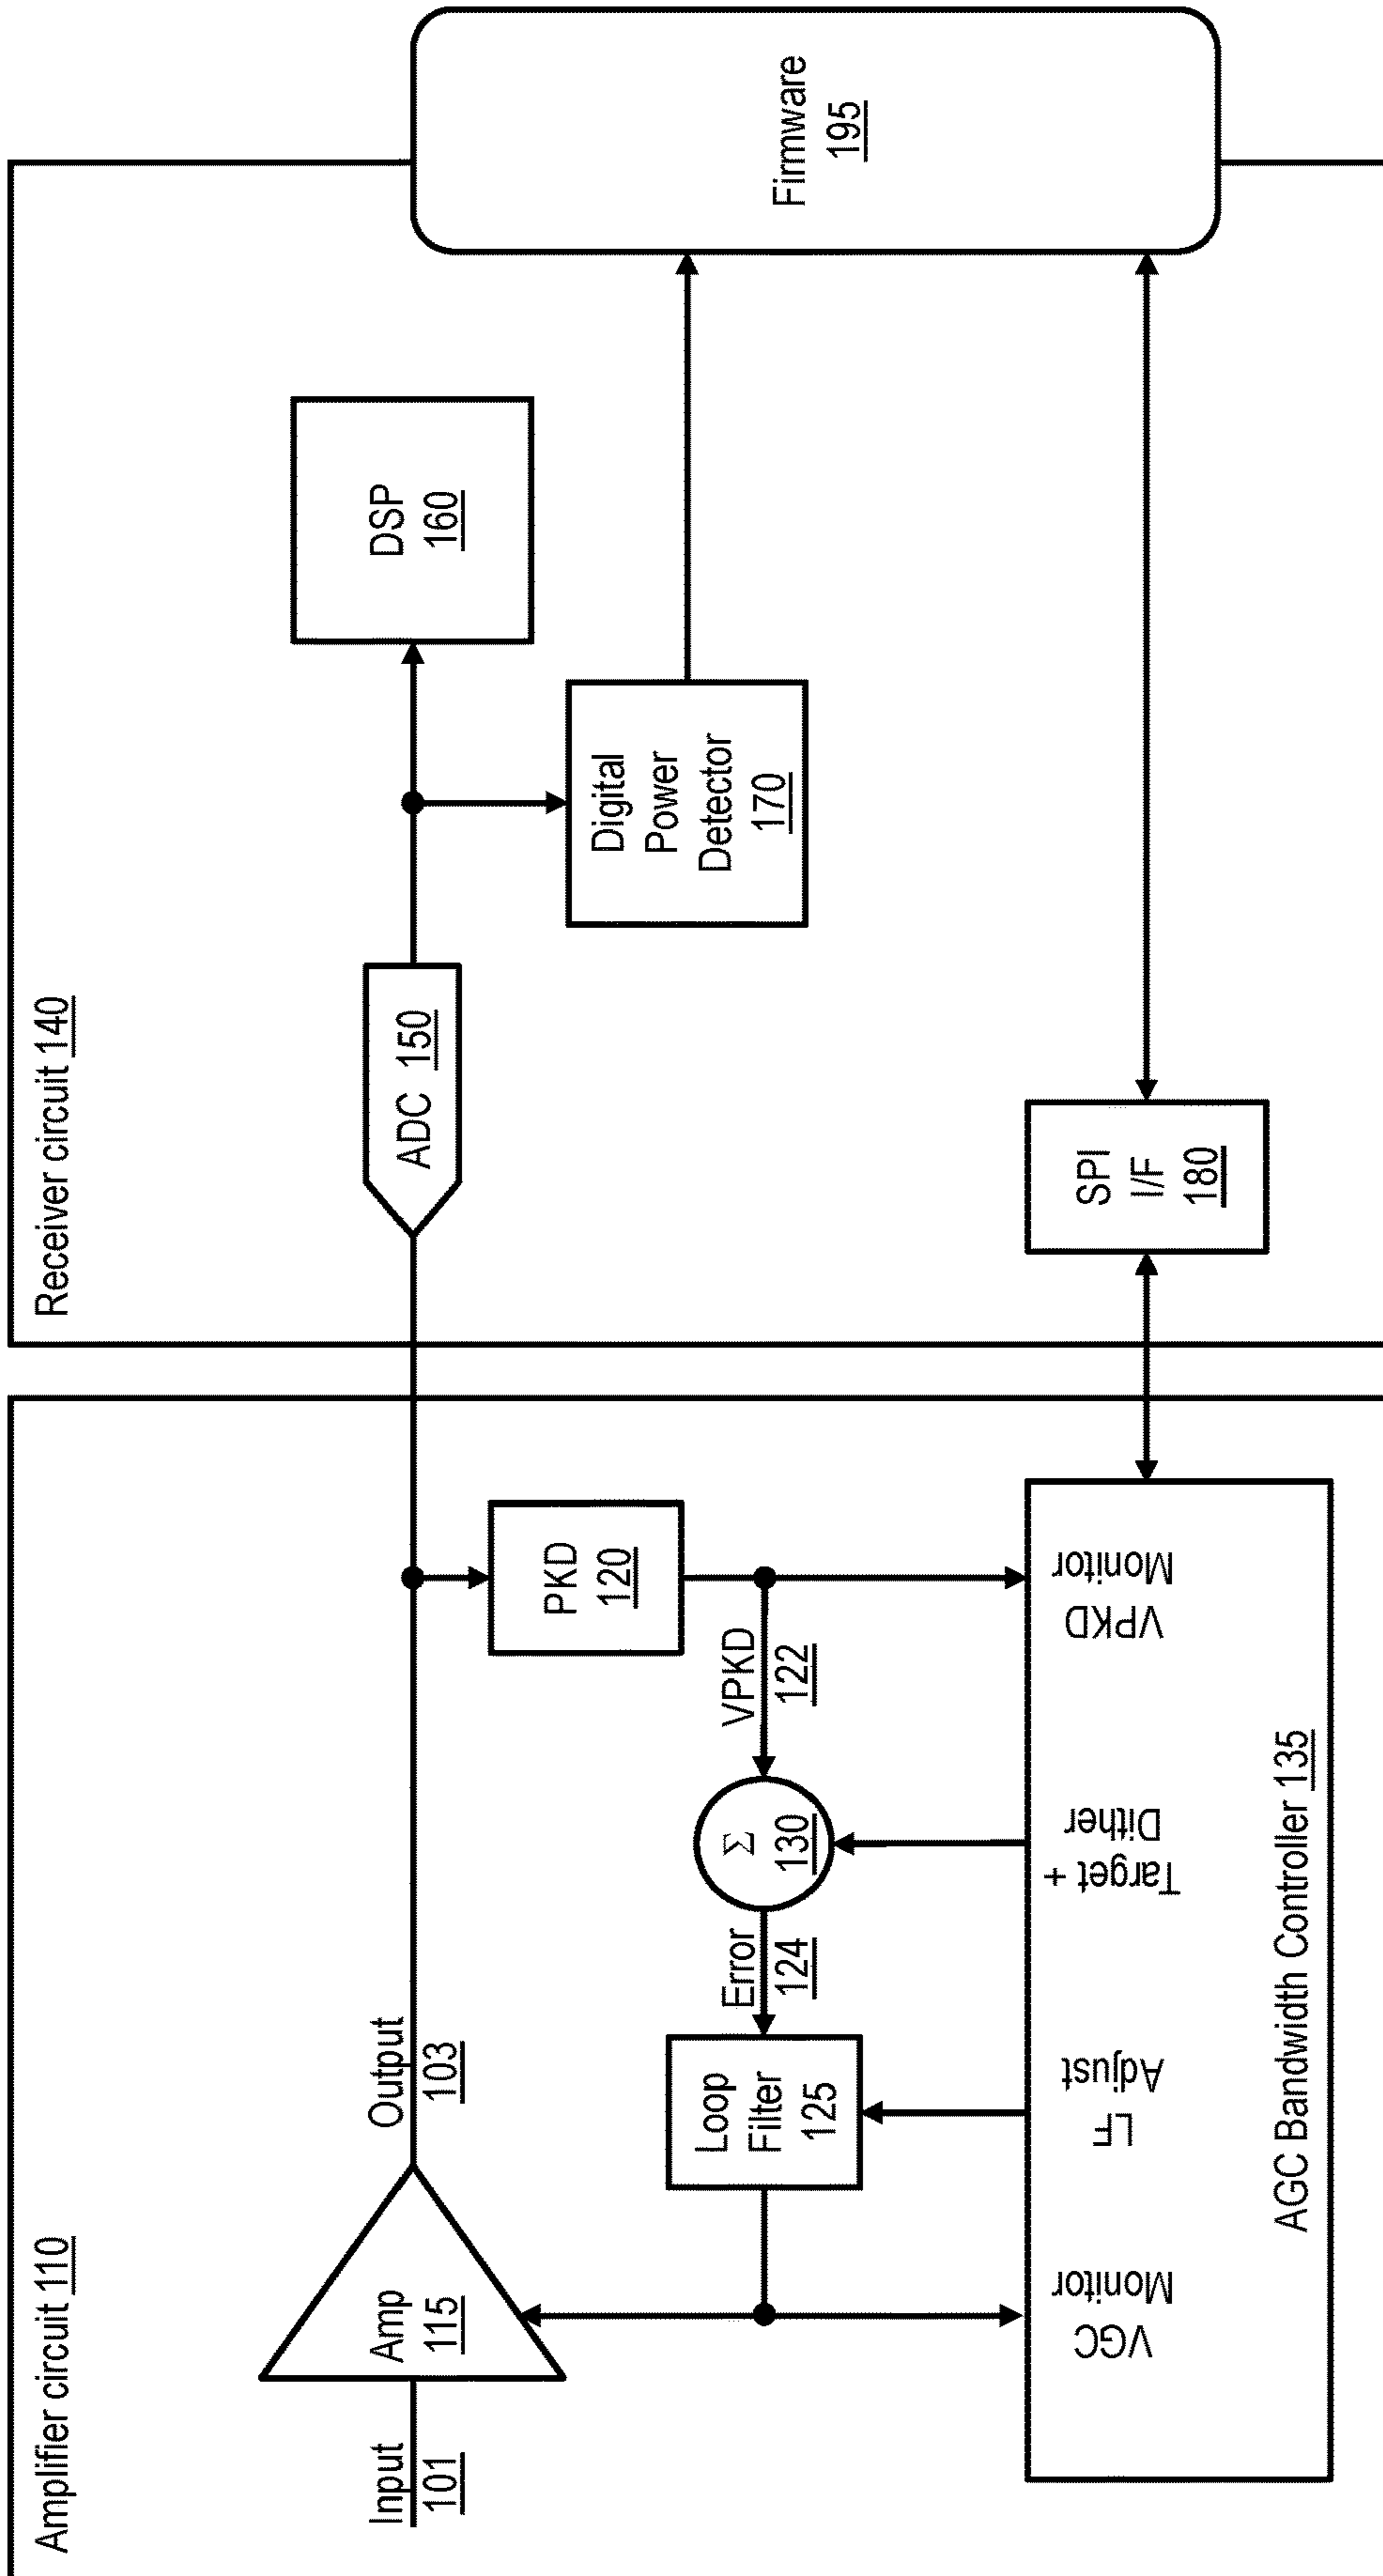 Amplifier circuit 110
Input
101
Amp
115
Output
103
PKD
120
VPKD
122
Σ
130
Error
124
Loop
Filter
125
VGC
Monitor
LF
Adjust
Target +
Dither
VPKD
Monitor
AGC Bandwidth Controller 135
Receiver circuit 140
ADC 150
DSP
160
Digital
Power
Detector
170
SPI
I/F
180
Firmware
195